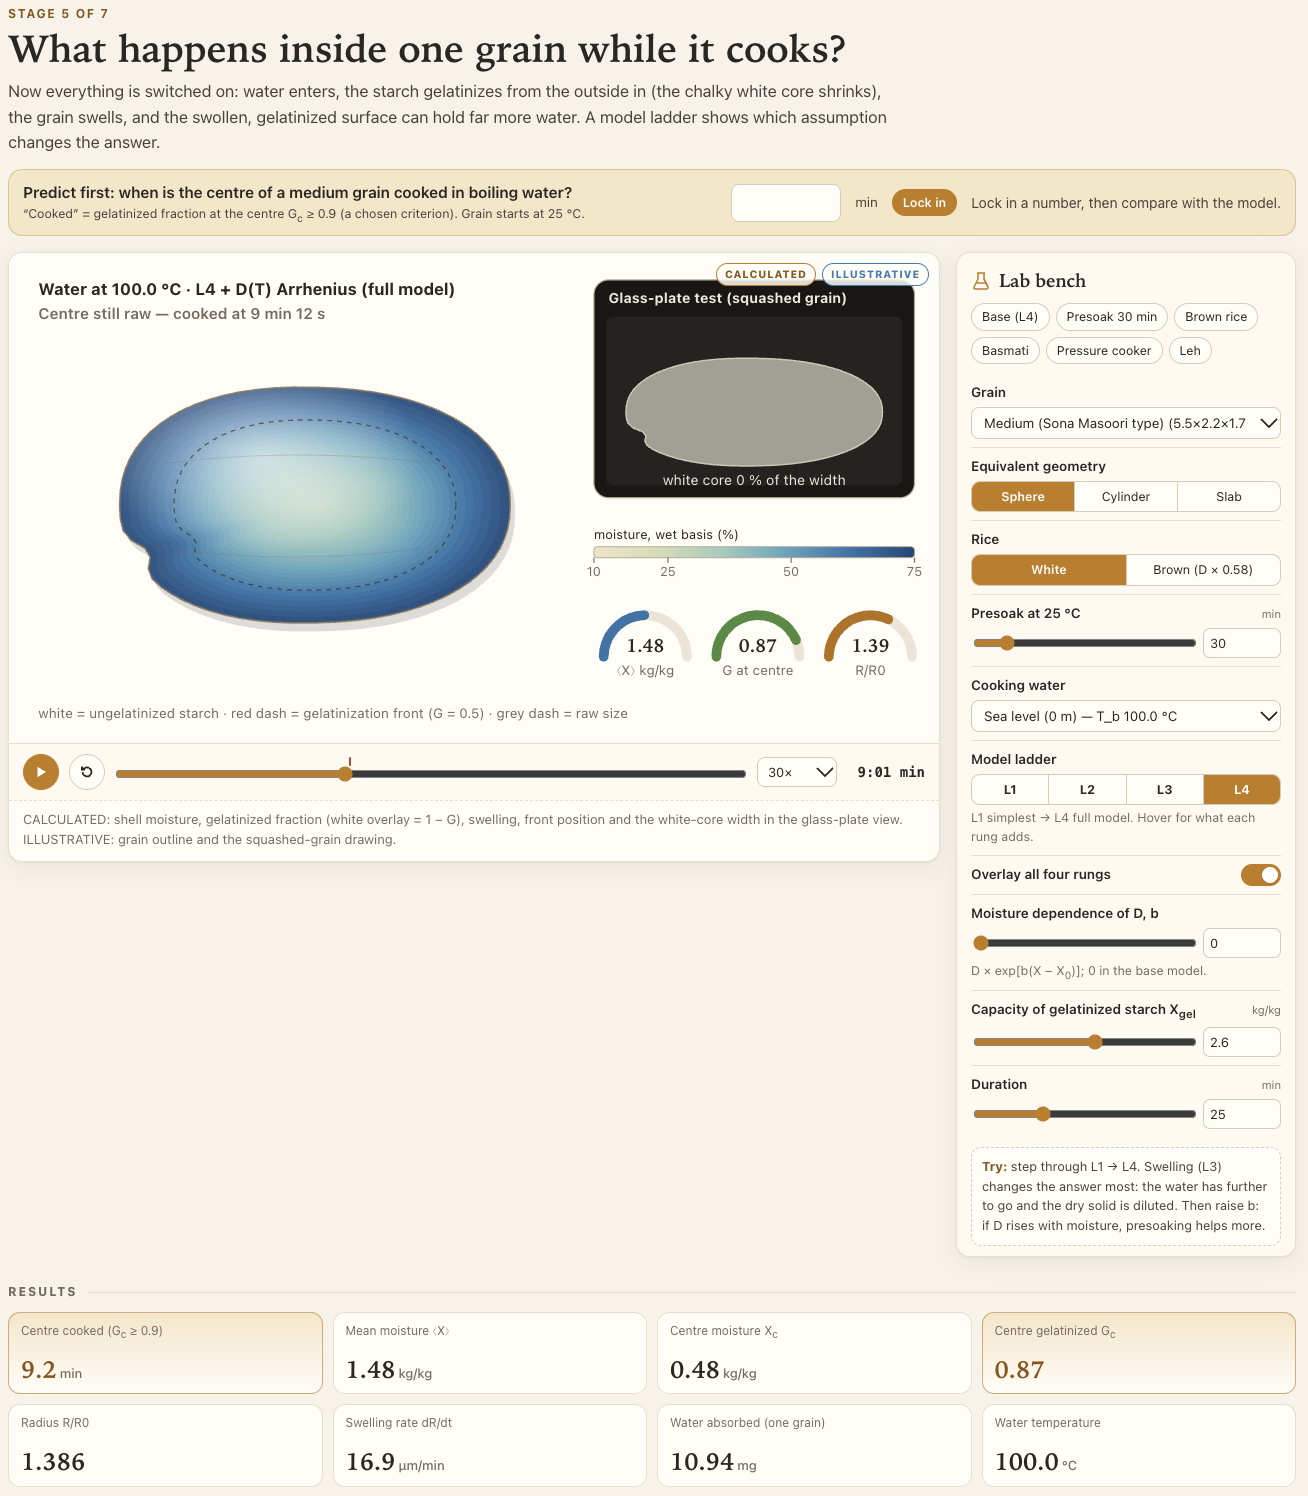 STAGE 5 OF 7
What happens inside one grain while it cooks?
Now everything is switched on: water enters, the starch gelatinizes from the outside in (the chalky white core shrinks),
the grain swells, and the swollen, gelatinized surface can hold far more water. A model ladder shows which assumption
changes the answer.
Predict first: when is the centre of a medium grain cooked in boiling water?
“Cooked” = gelatinized fraction at the centre Gc ≥ 0.9 (a chosen criterion). Grain starts at 25 °C.
min
Lock in
Lock in a number, then compare with the model.
CALCULATED
ILLUSTRATIVE
Water at 100.0 °C · L4 + D(T) Arrhenius (full model)
Centre still raw — cooked at 9 min 12 s
Glass-plate test (squashed grain)
white core 0 % of the width
moisture, wet basis (%)
10 25 50 75
1.48 0.87 1.39
⟨X⟩ kg/kg G at centre R/R0
white = ungelatinized starch · red dash = gelatinization front (G = 0.5) · grey dash = raw size
30×
9:01 min
CALCULATED: shell moisture, gelatinized fraction (white overlay = 1 − G), swelling, front position and the white-core width in the glass-plate view.
ILLUSTRATIVE: grain outline and the squashed-grain drawing.
Lab bench
Base (L4) Presoak 30 min Brown rice
Basmati Pressure cooker Leh
Grain
Medium (Sona Masoori type) (5.5×2.2×1.7
Equivalent geometry
Sphere Cylinder Slab
Rice
White Brown (D × 0.58)
Presoak at 25 °C min
30
Cooking water
Sea level (0 m) — T_b 100.0 °C
Model ladder
L1 L2 L3 L4
L1 simplest → L4 full model. Hover for what each
rung adds.
Overlay all four rungs
Moisture dependence of D, b
0
D × exp[b(X − X0)]; 0 in the base model.
Capacity of gelatinized starch Xgel kg/kg
2.6
Duration min
25
Try: step through L1 → L4. Swelling (L3)
changes the answer most: the water has further
to go and the dry solid is diluted. Then raise b:
if D rises with moisture, presoaking helps more.
RESULTS
Centre cooked (Gc ≥ 0.9)
9.2 min
Mean moisture ⟨X⟩
1.48 kg/kg
Centre moisture Xc
0.48 kg/kg
Centre gelatinized Gc
0.87
Radius R/R0
1.386
Swelling rate dR/dt
16.9 µm/min
Water absorbed (one grain)
10.94 mg
Water temperature
100.0 °C